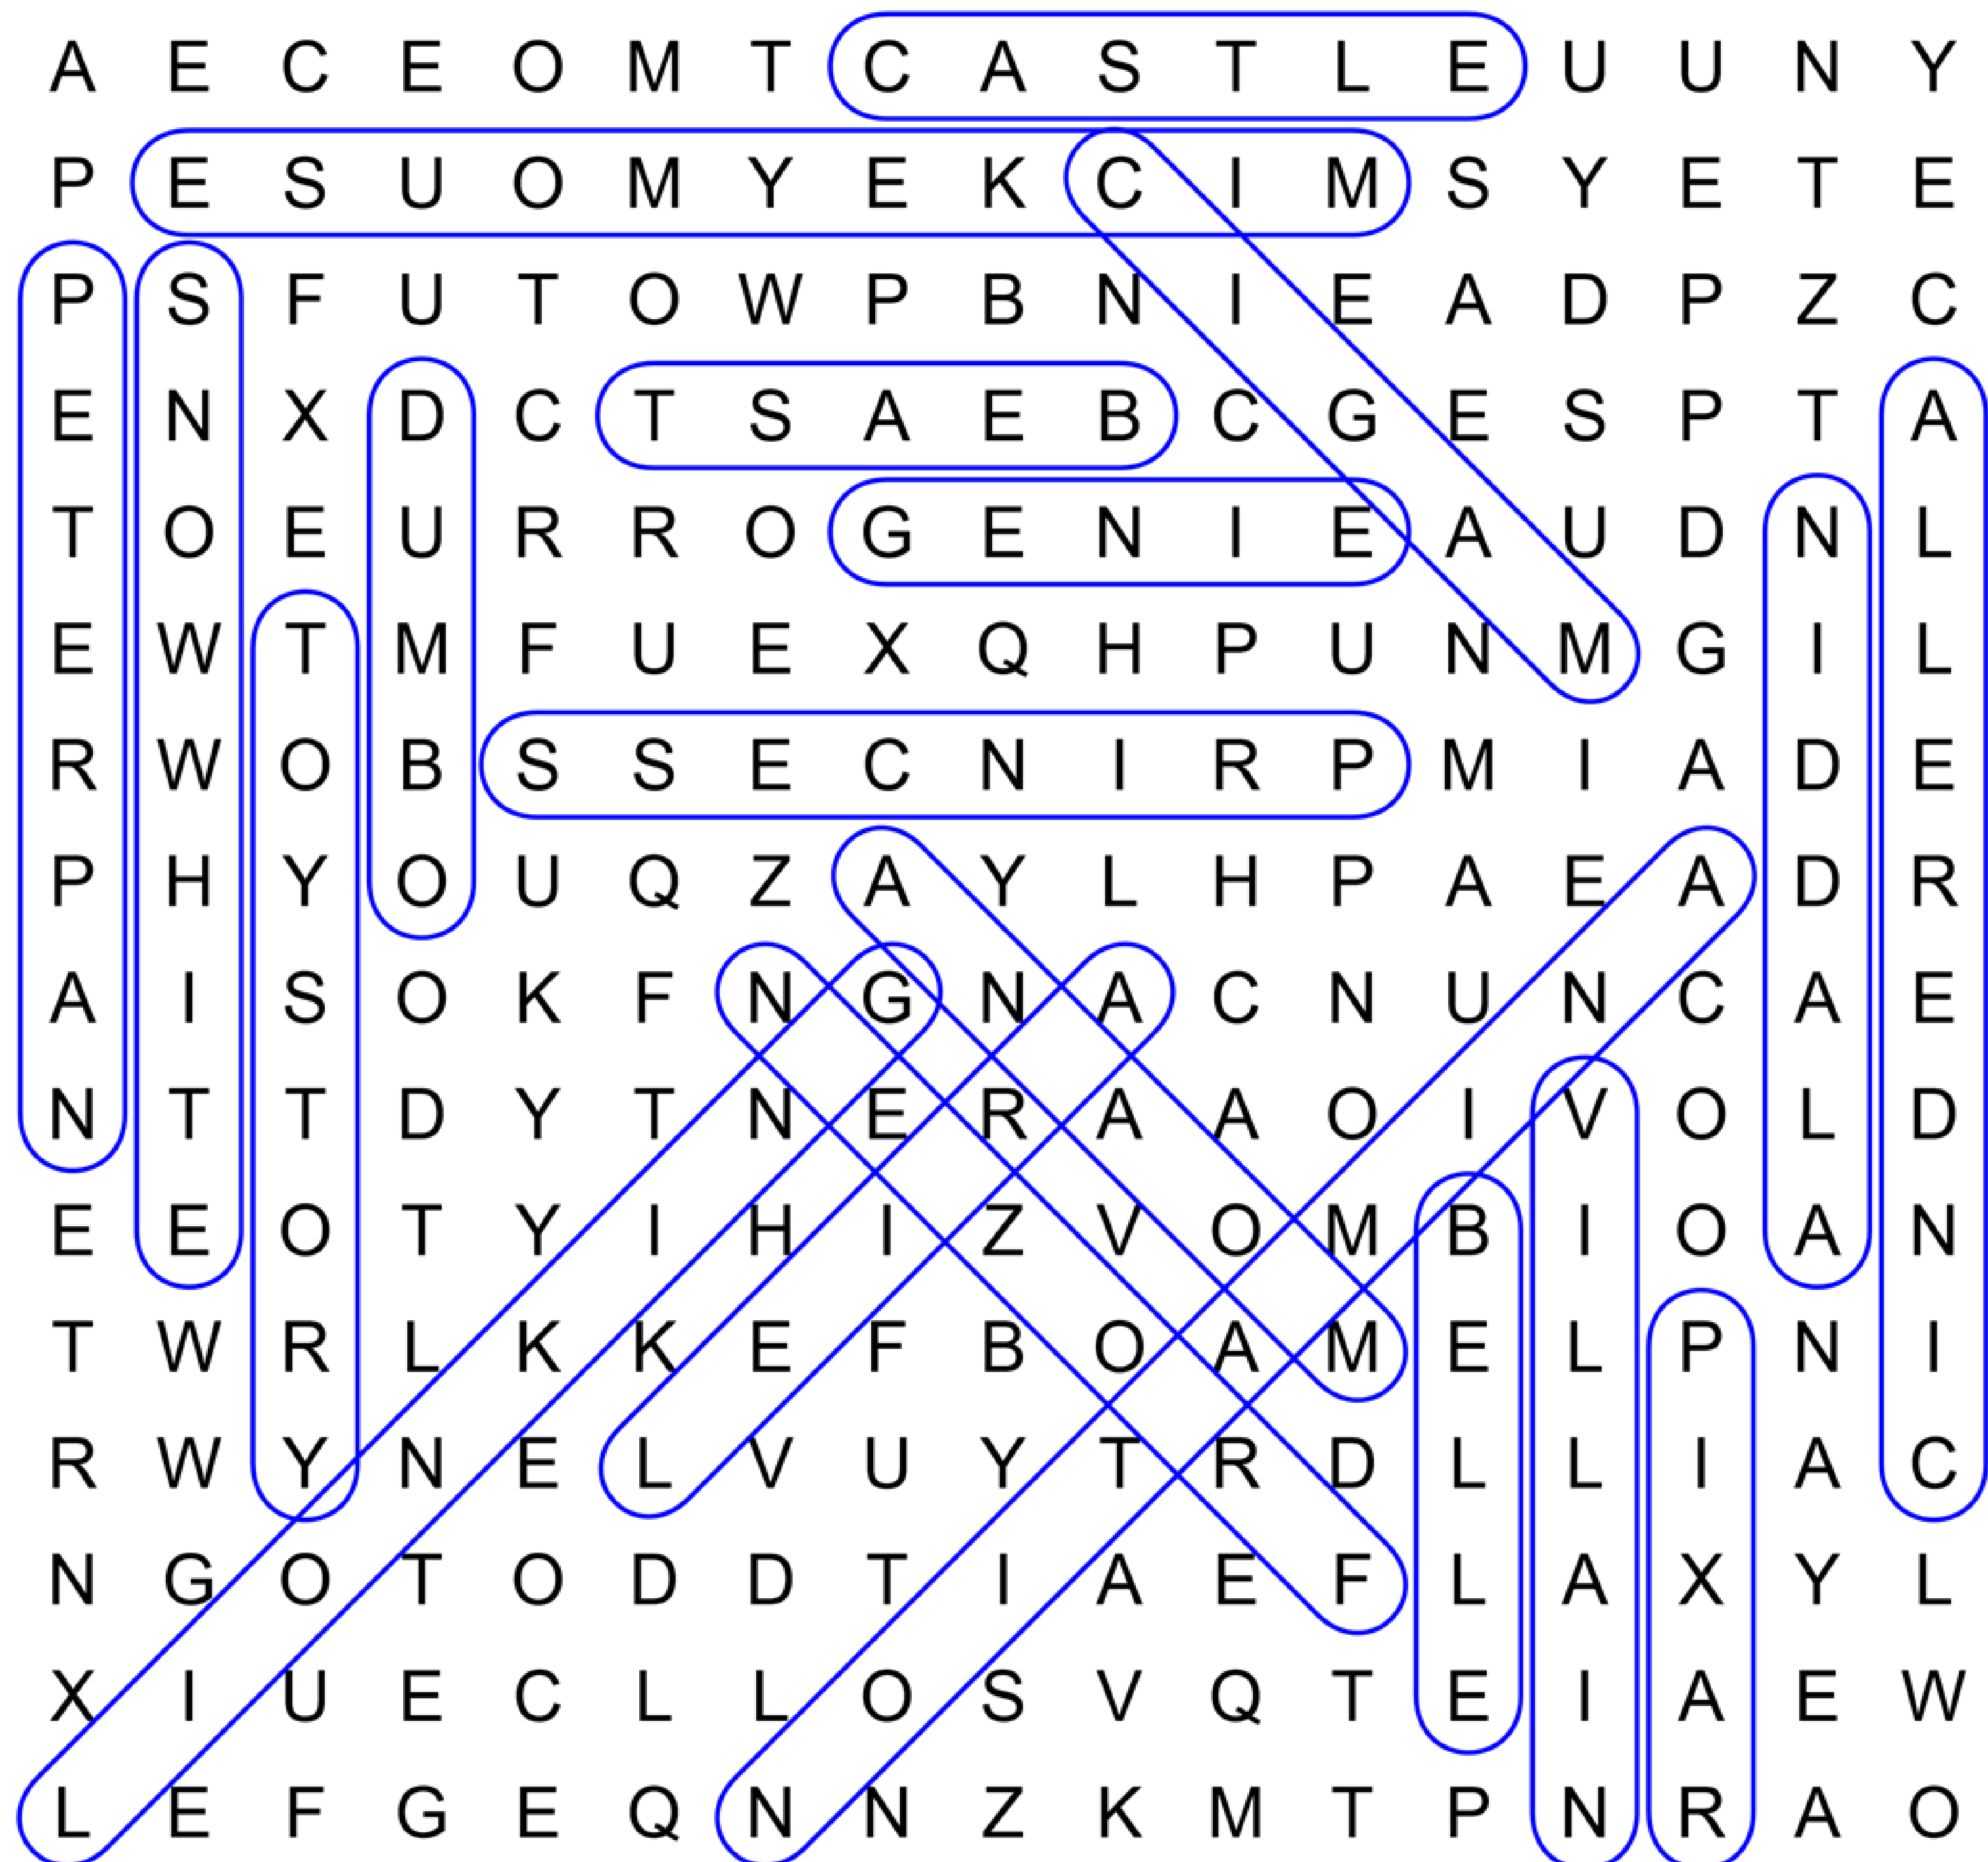 A E C E O M T C A S T L E U U N Y
P E S U O M Y E K C I M S Y E T E
P S F U T O W P B N I E A D P Z C
E N X D C T S A E B C G E S P T A
T O E U R R O G E N I E A U D N L
E W T M F U E X Q H P U N M G I L
R W O B S S E C N I R P M I A D E
P H Y O U Q Z A Y L H P A E A D R
A I S O K F N G N A C N U N C A E
N T T D Y T N E R A A O I V O L D
E E O T Y I H I Z V O M B I O A N
T W R L K K E F B O A M E L P N I
R W Y N E L V U Y T R D L L I A C
N G O T O D D T I A E F L A X Y L
X I U E C L L O S V Q T E I A E W
L E F G E Q N N Z K M T P N R A O